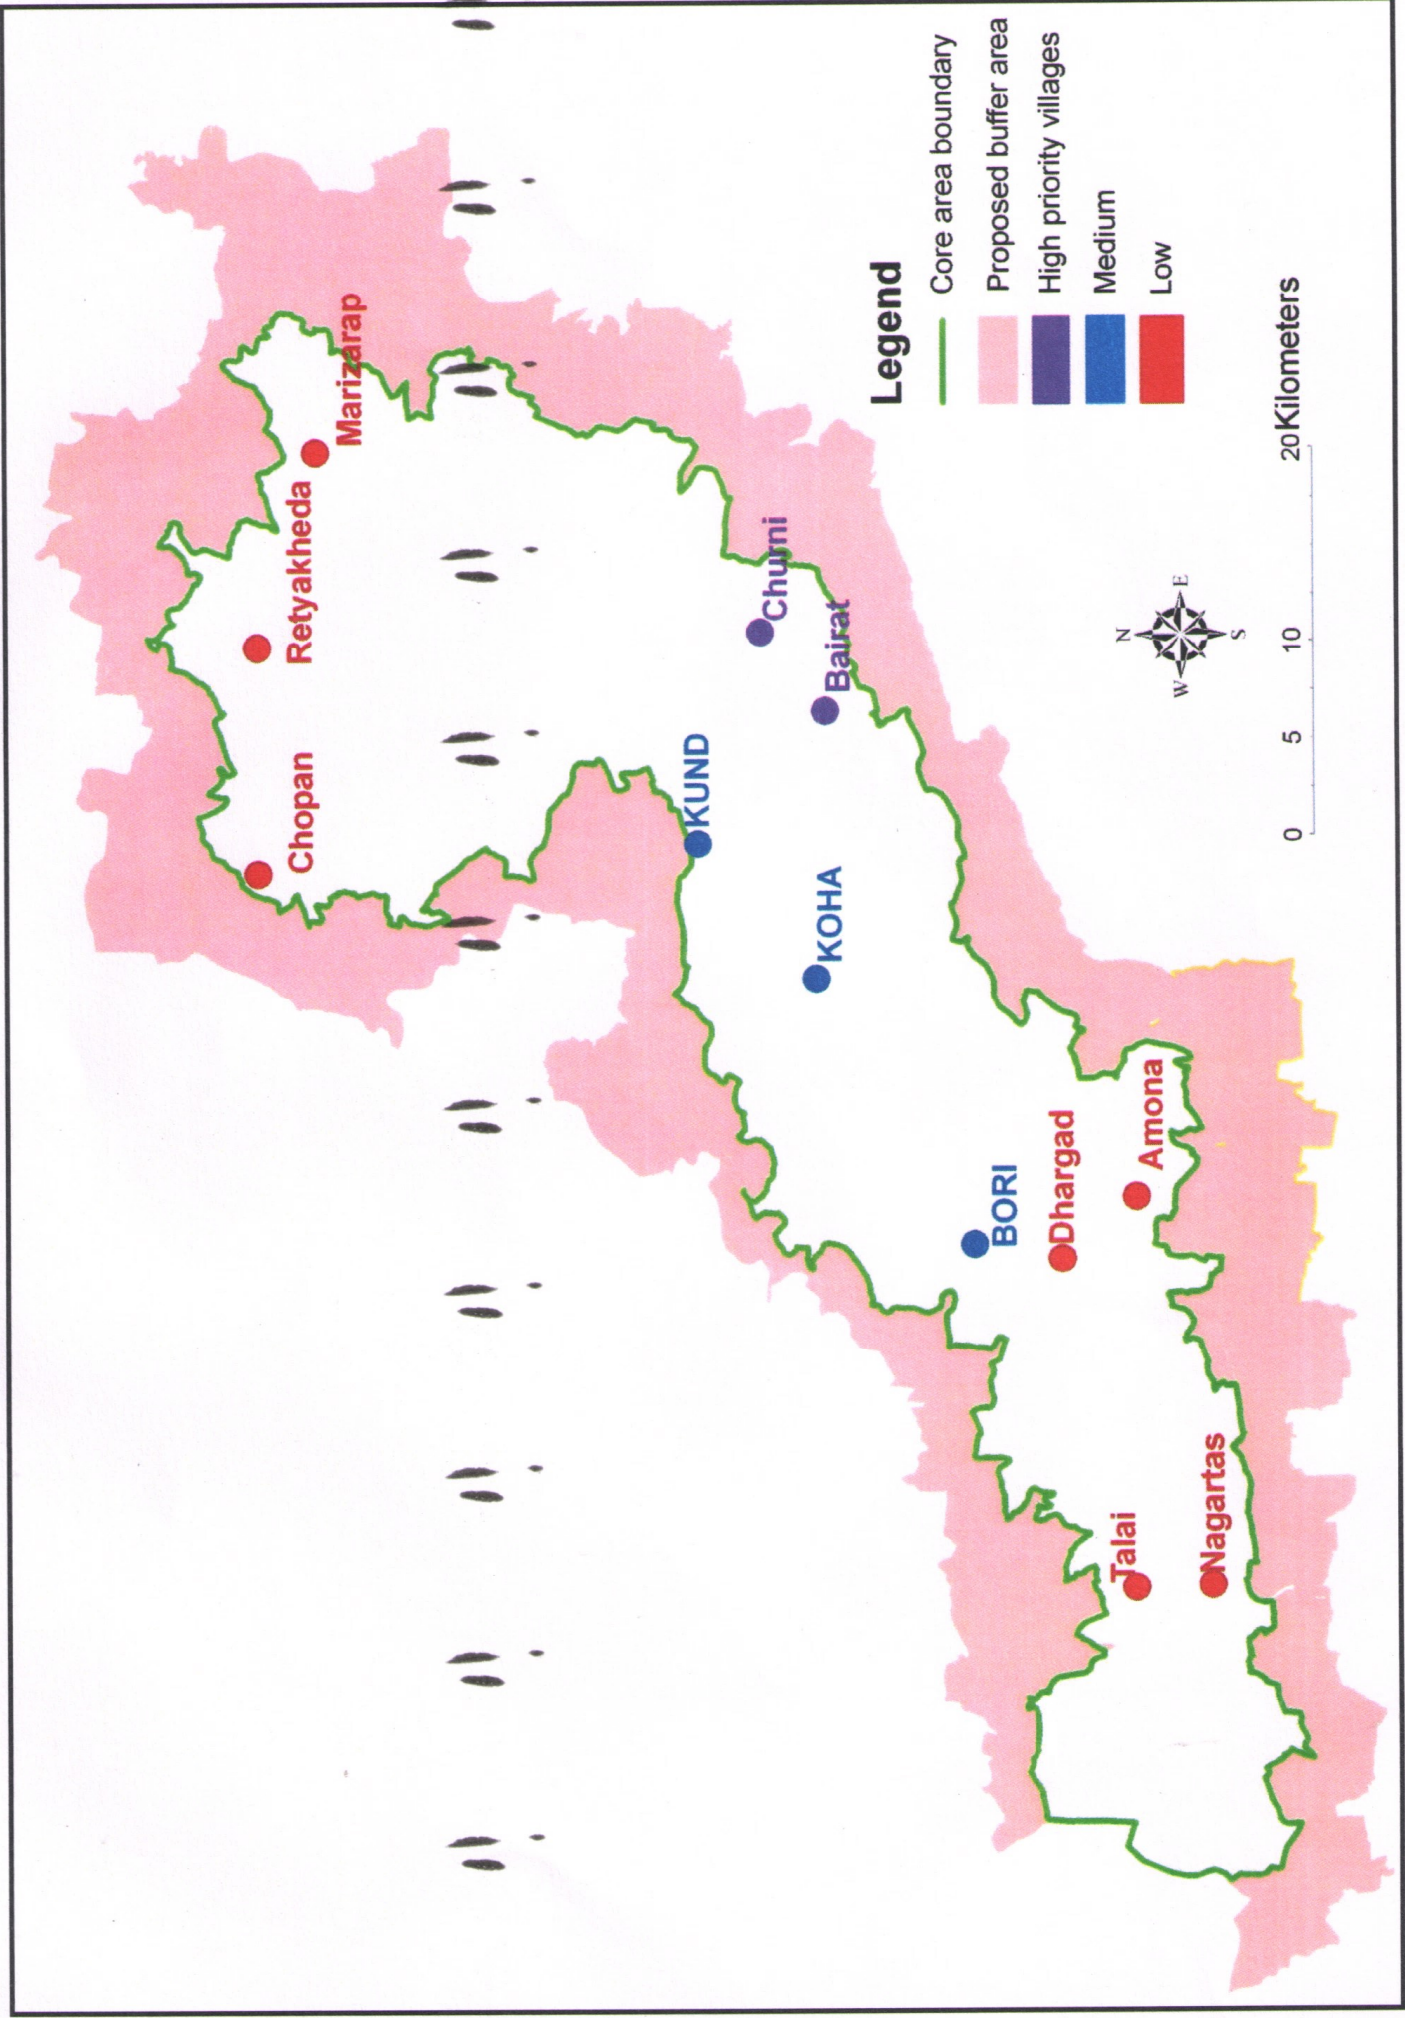 Marizarap
Retyakheda
Chopan
Churni
Bairat
KUND
KOHA
BORI
Dhargad
Amona
Talai
Nagartas
Legend
Core area boundary
Proposed buffer area
High priority villages
Medium
Low
N
W
E
S
0 5 10 20 Kilometers